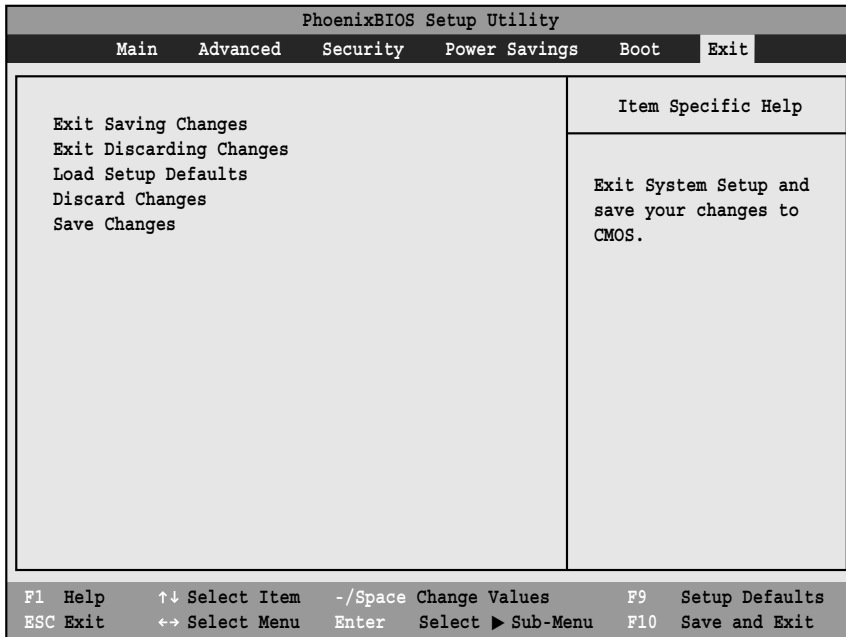 PhoenixBIOS Setup Utility
Main Advanced Security Power Savings Boot Exit
Exit Saving Changes
Exit Discarding Changes
Load Setup Defaults
Discard Changes
Save Changes
Item Specific Help
Exit System Setup and
save your changes to
CMOS.
F1 Help ↑↓ Select Item -/Space Change Values F9 Setup Defaults
ESC Exit ←→ Select Menu Enter Select ▶ Sub-Menu F10 Save and Exit